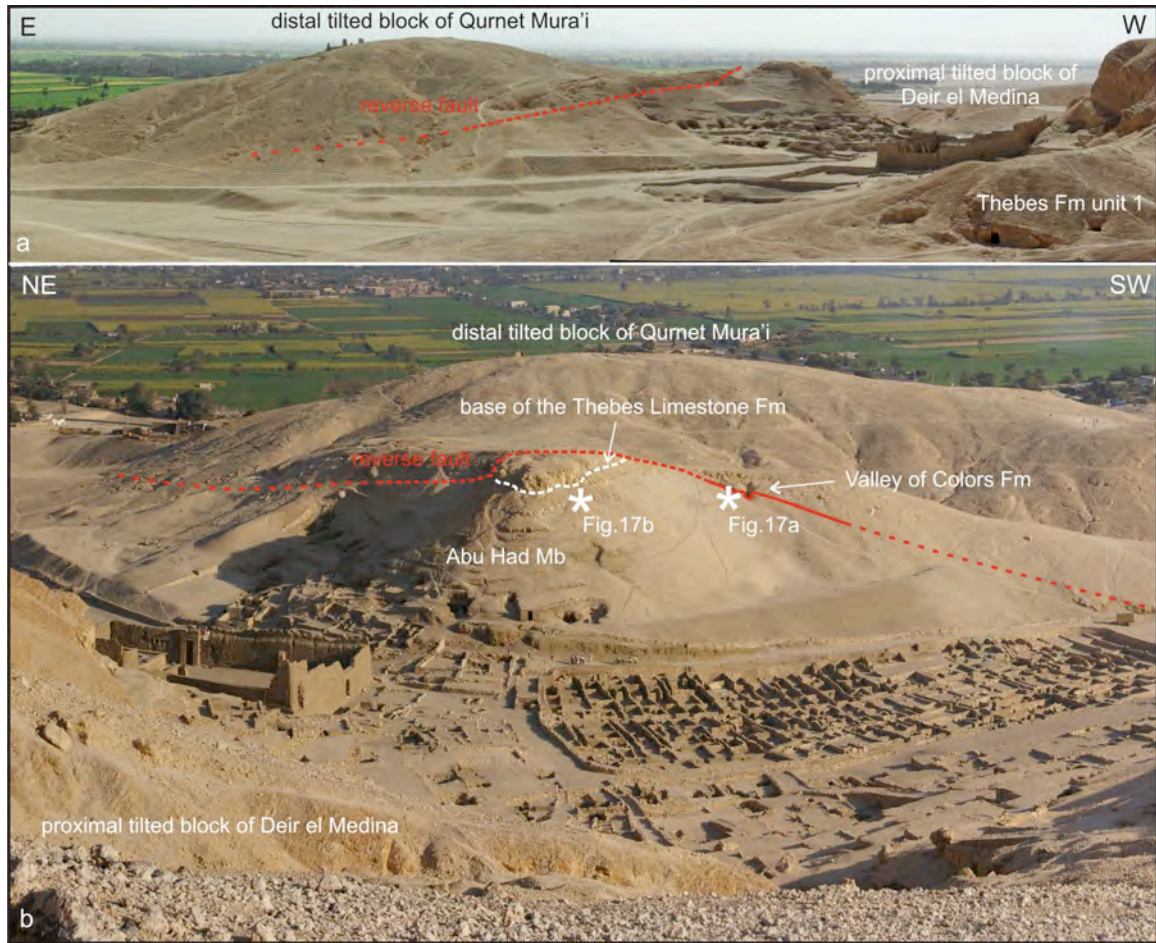 E
distal tilted block of Qurnet Mura'i
W
proximal tilted block of
Deir el Medina
reverse fault
Thebes Fm unit 1
a
NE
SW
distal tilted block of Qurnet Mura'i
base of the Thebes Limestone Fm
reverse fault
Valley of Colors Fm
Fig.17b
Fig.17a
Abu Had Mb
proximal tilted block of Deir el Medina
b